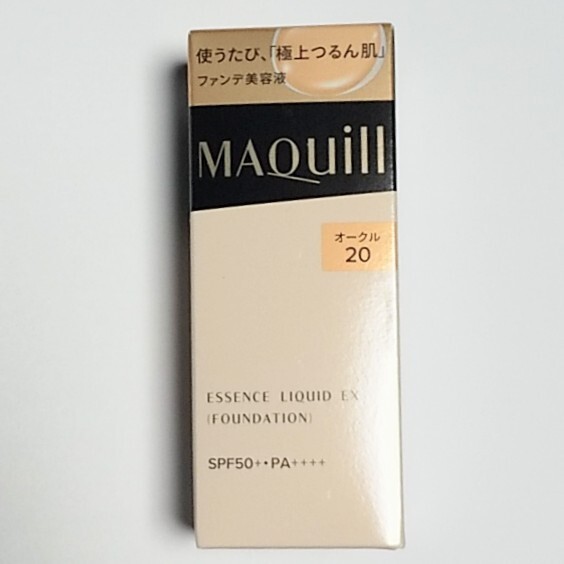 使うたび、「極上つるん肌」
ファンデ美容液
MAQuill
オークル
20
ESSENCE LIQUID EX
(FOUNDATION)
SPF50+・PA++++